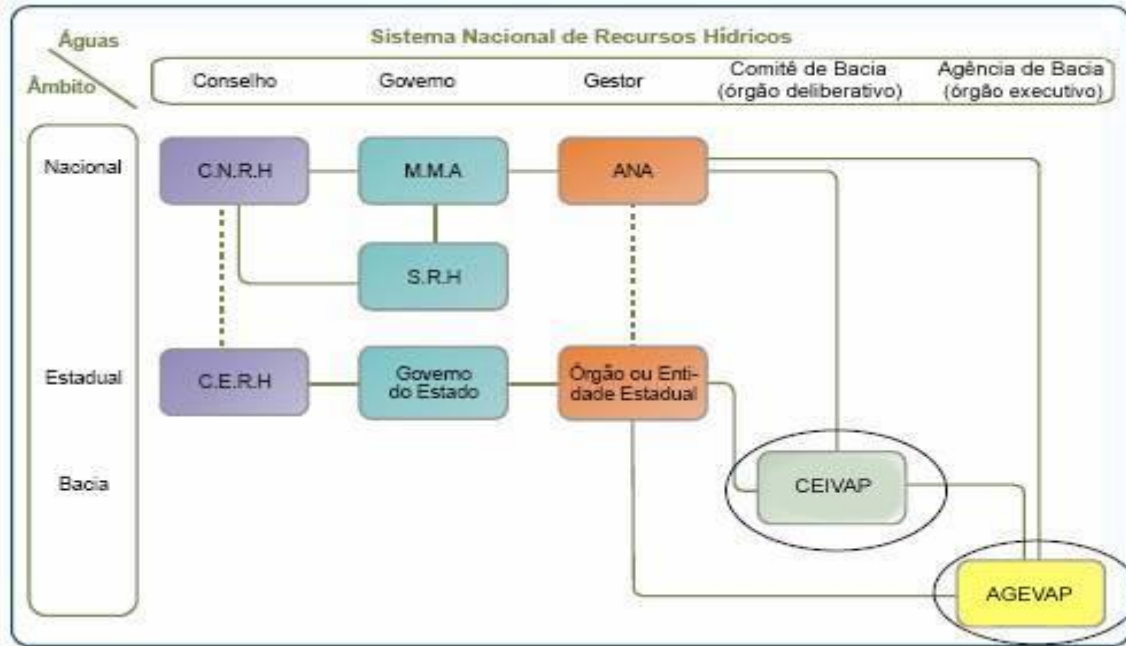 Águas
Âmbito
Sistema Nacional de Recursos Hídricos
Conselho
Governo
Gestor
Comitê de Bacia
(órgão deliberativo)
Agência de Bacia
(órgão executivo)
Nacional
C.N.R.H
M.M.A
ANA
S.R.H
Estadual
C.E.R.H
Governo
do Estado
Órgão ou Enti-
dade Estadual
Bacia
CEIVAP
AGEVAP